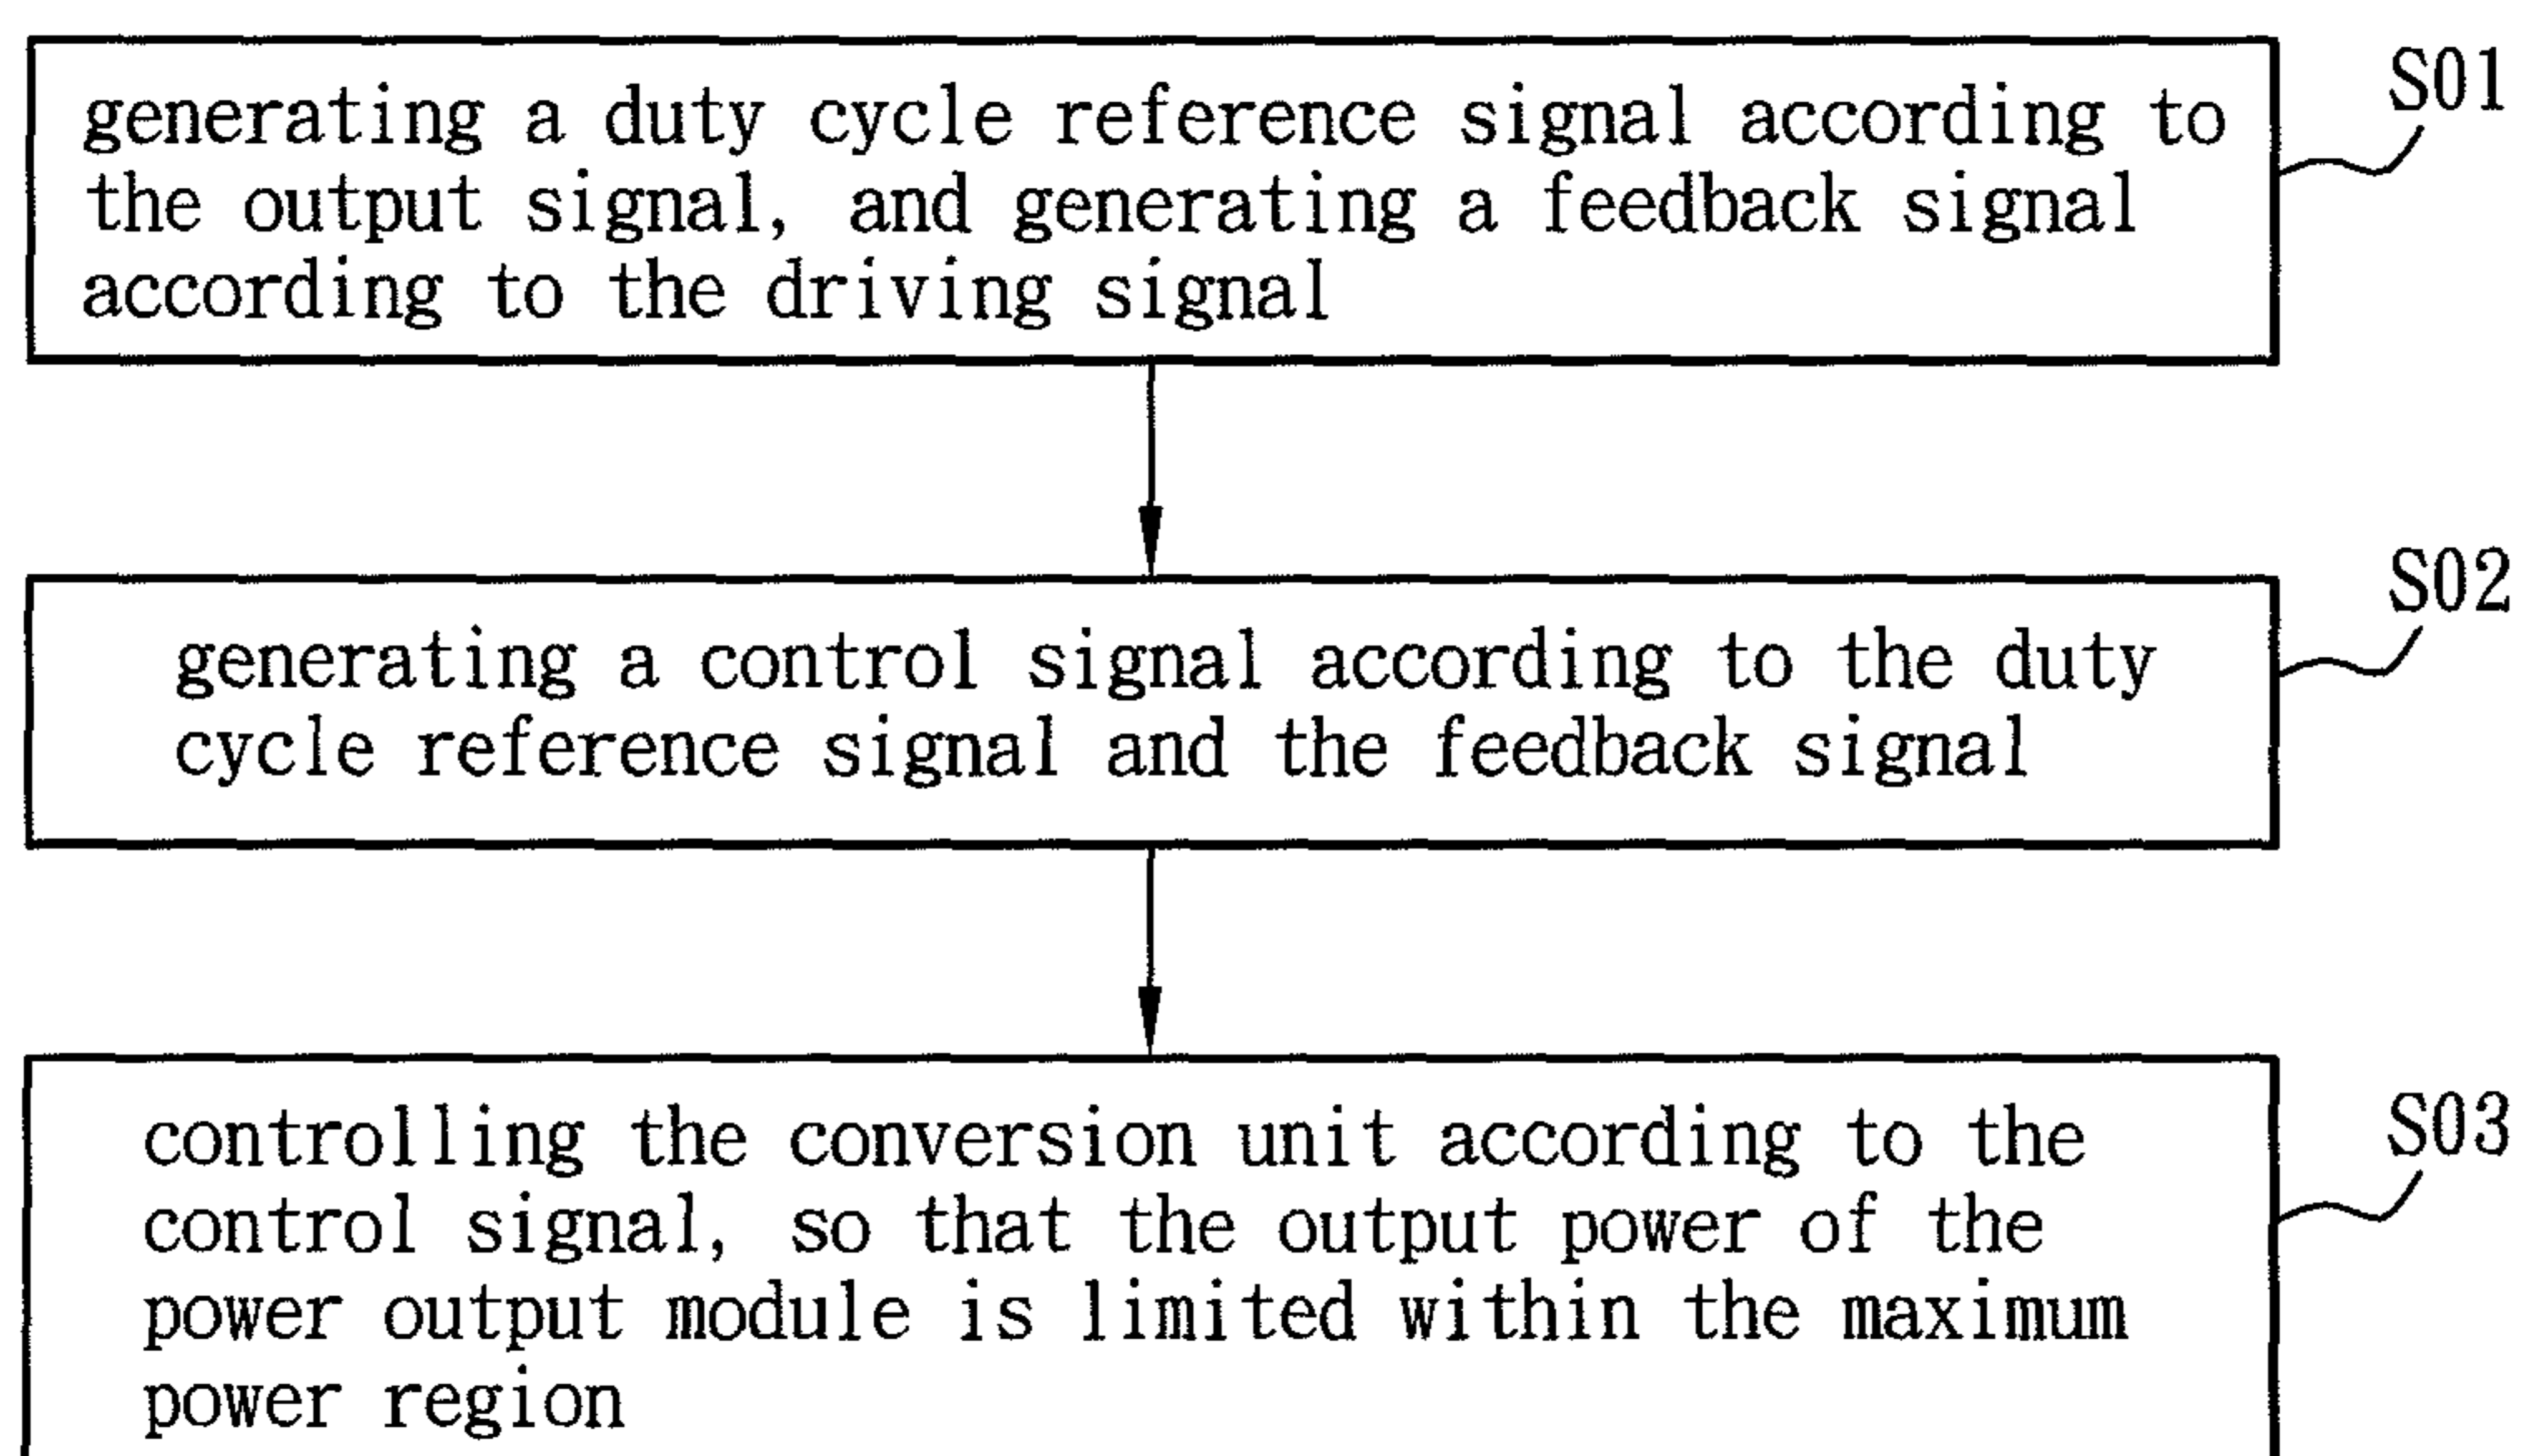 generating a duty cycle reference signal according to
the output signal, and generating a feedback signal
according to the driving signal
S01
generating a control signal according to the duty
cycle reference signal and the feedback signal
S02
controlling the conversion unit according to the
control signal, so that the output power of the
power output module is limited within the maximum
power region
S03